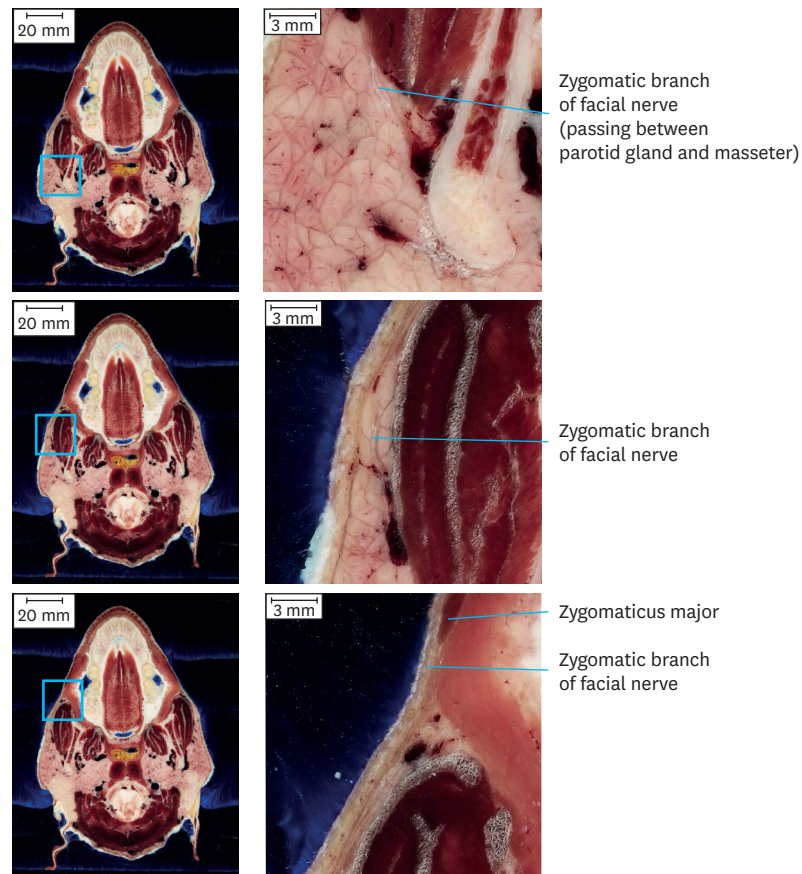 20 mm
3 mm
Zygomatic branch
of facial nerve
(passing between
parotid gland and masseter)
20 mm
3 mm
Zygomatic branch
of facial nerve
20 mm
3 mm
Zygomaticus major
Zygomatic branch
of facial nerve